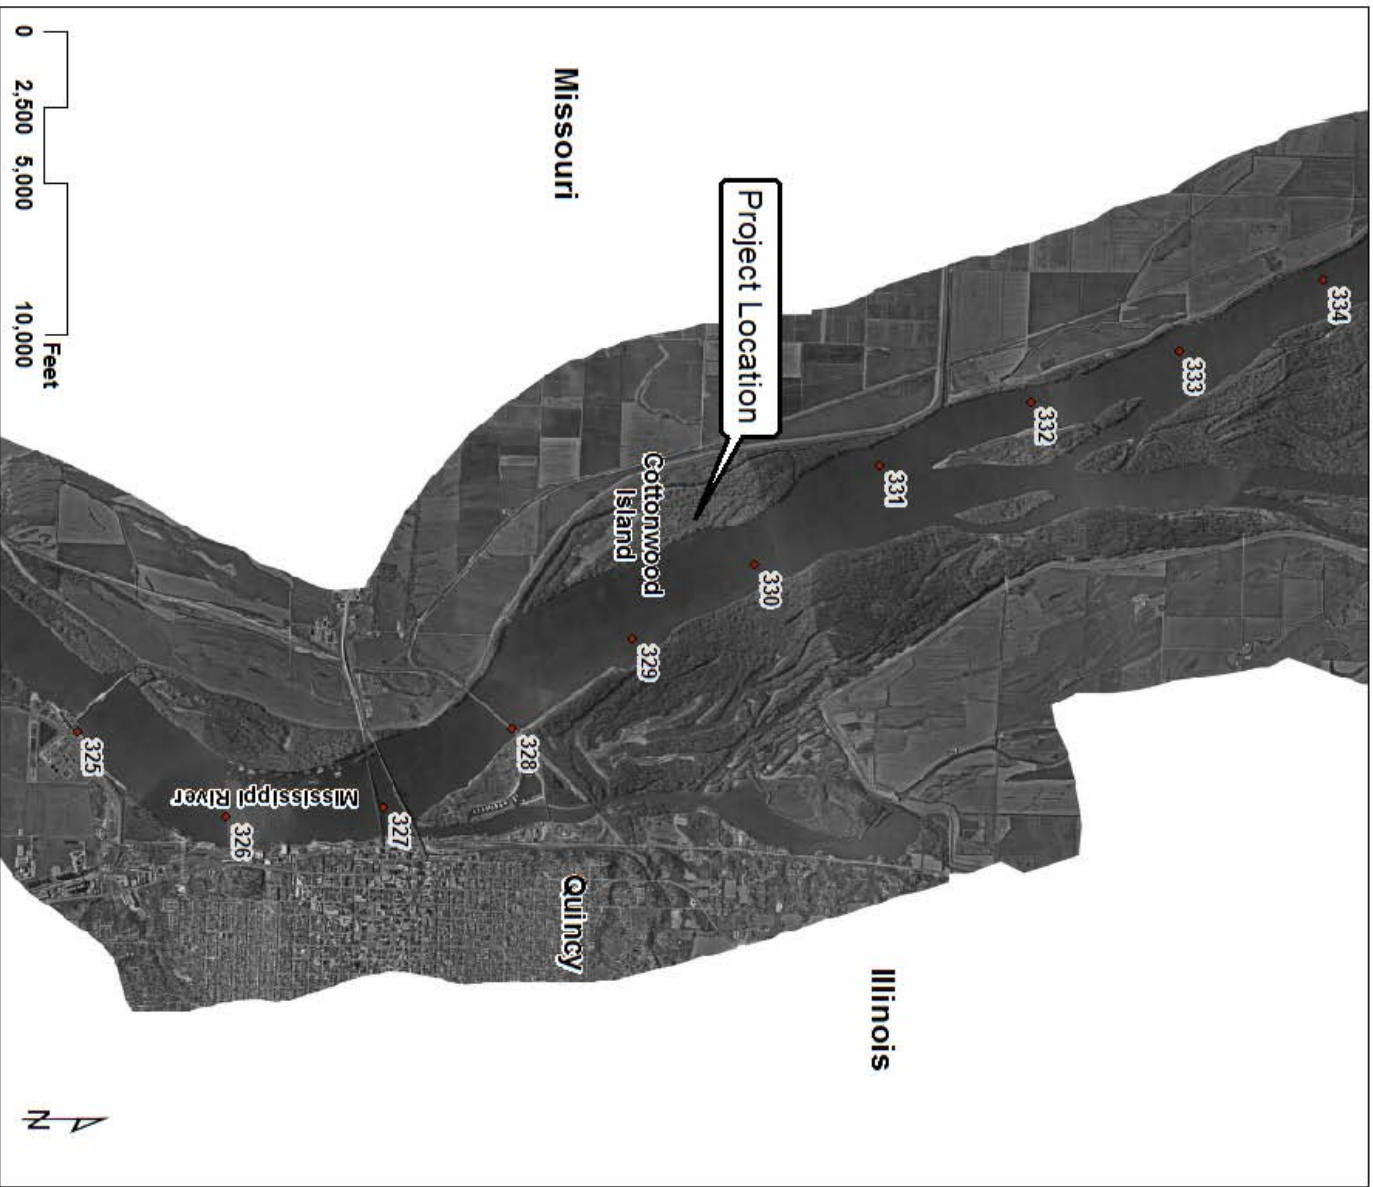 Missouri
Illinois
Project Location
Cottonwood
Island
Quincy
Mississippi River
334
333
332
331
330
329
328
327
326
325
0 2,500 5,000 10,000
Feet
N